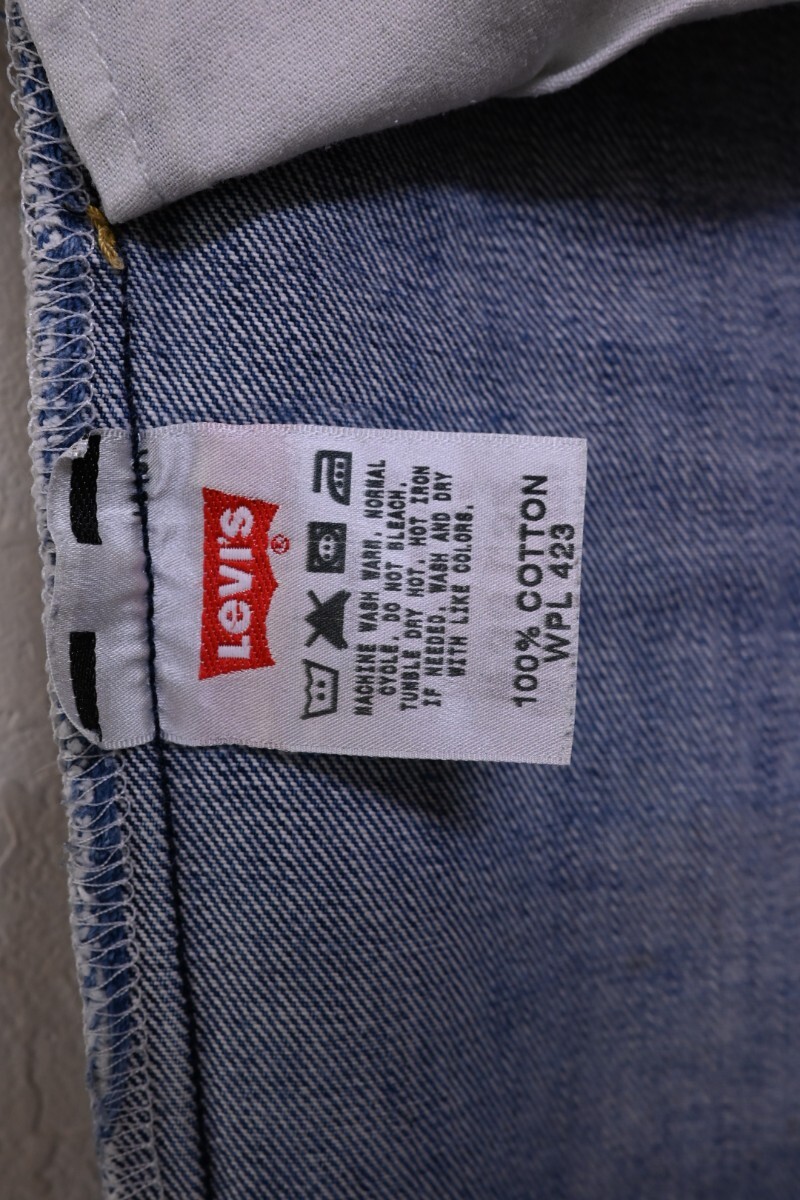 Levi's ®
MACHINE WASH WARM, NORMAL
CYCLE. DO NOT BLEACH.
TUMBLE DRY HOT. HOT IRON
IF NEEDED. WASH AND DRY
WITH LIKE COLORS.
100% COTTON
WPL 423